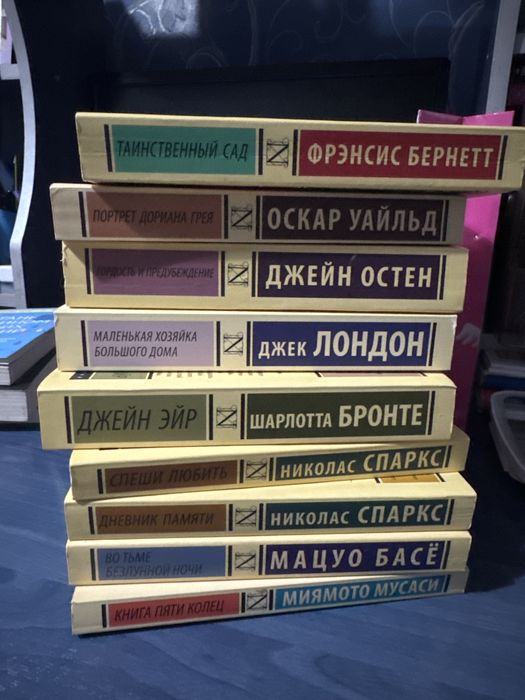 ТАИНСТВЕННЫЙ САД
ФРЭНСИС БЕРНЕТТ
ПОРТРЕТ ДОРИАНА ГРЕЯ
ОСКАР УАЙЛЬД
ГОРДОСТЬ И ПРЕДУБЕЖДЕНИЕ
ДЖЕЙН ОСТЕН
МАЛЕНЬКАЯ ХОЗЯЙКА
БОЛЬШОГО ДОМА
ДЖЕК ЛОНДОН
ДЖЕЙН ЭЙР
ШАРЛОТТА БРОНТЕ
СПЕШИ ЛЮБИТЬ
НИКОЛАС СПАРКС
ДНЕВНИК ПАМЯТИ
НИКОЛАС СПАРКС
ВО ТЬМЕ
БЕЗЛУННОЙ НОЧИ
МАЦУО БАСЁ
КНИГА ПЯТИ КОЛЕЦ
МИЯМОТО МУСАСИ